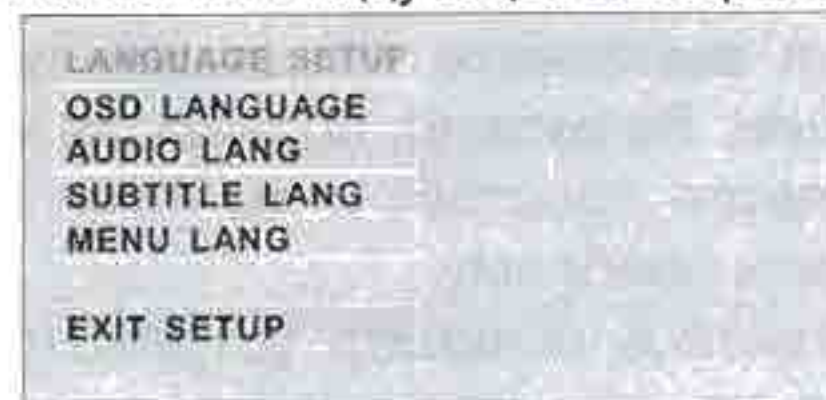 LANGUAGE SETUP
OSD LANGUAGE
AUDIO LANG
SUBTITLE LANG
MENU LANG
EXIT SETUP